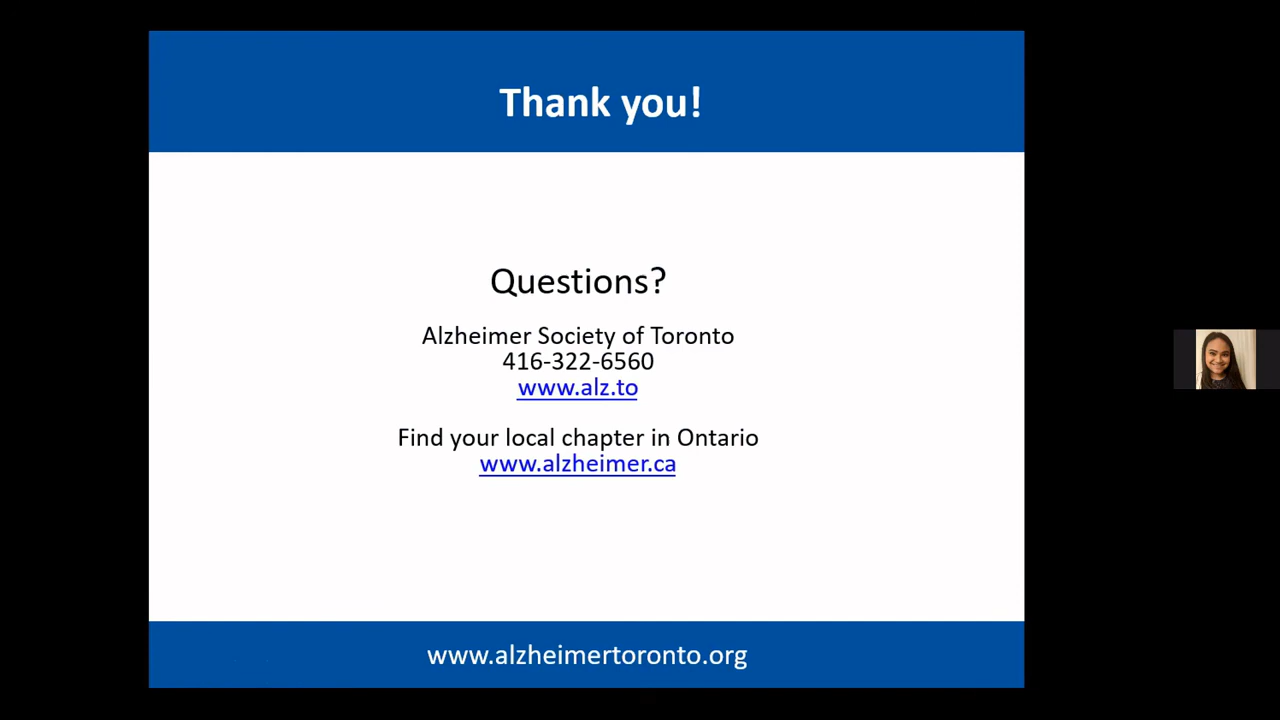 Thank you!
Questions?
Alzheimer Society of Toronto
416-322-6560
www.alz.to
Find your local chapter in Ontario
www.alzheimer.ca
www.alzheimertoronto.org